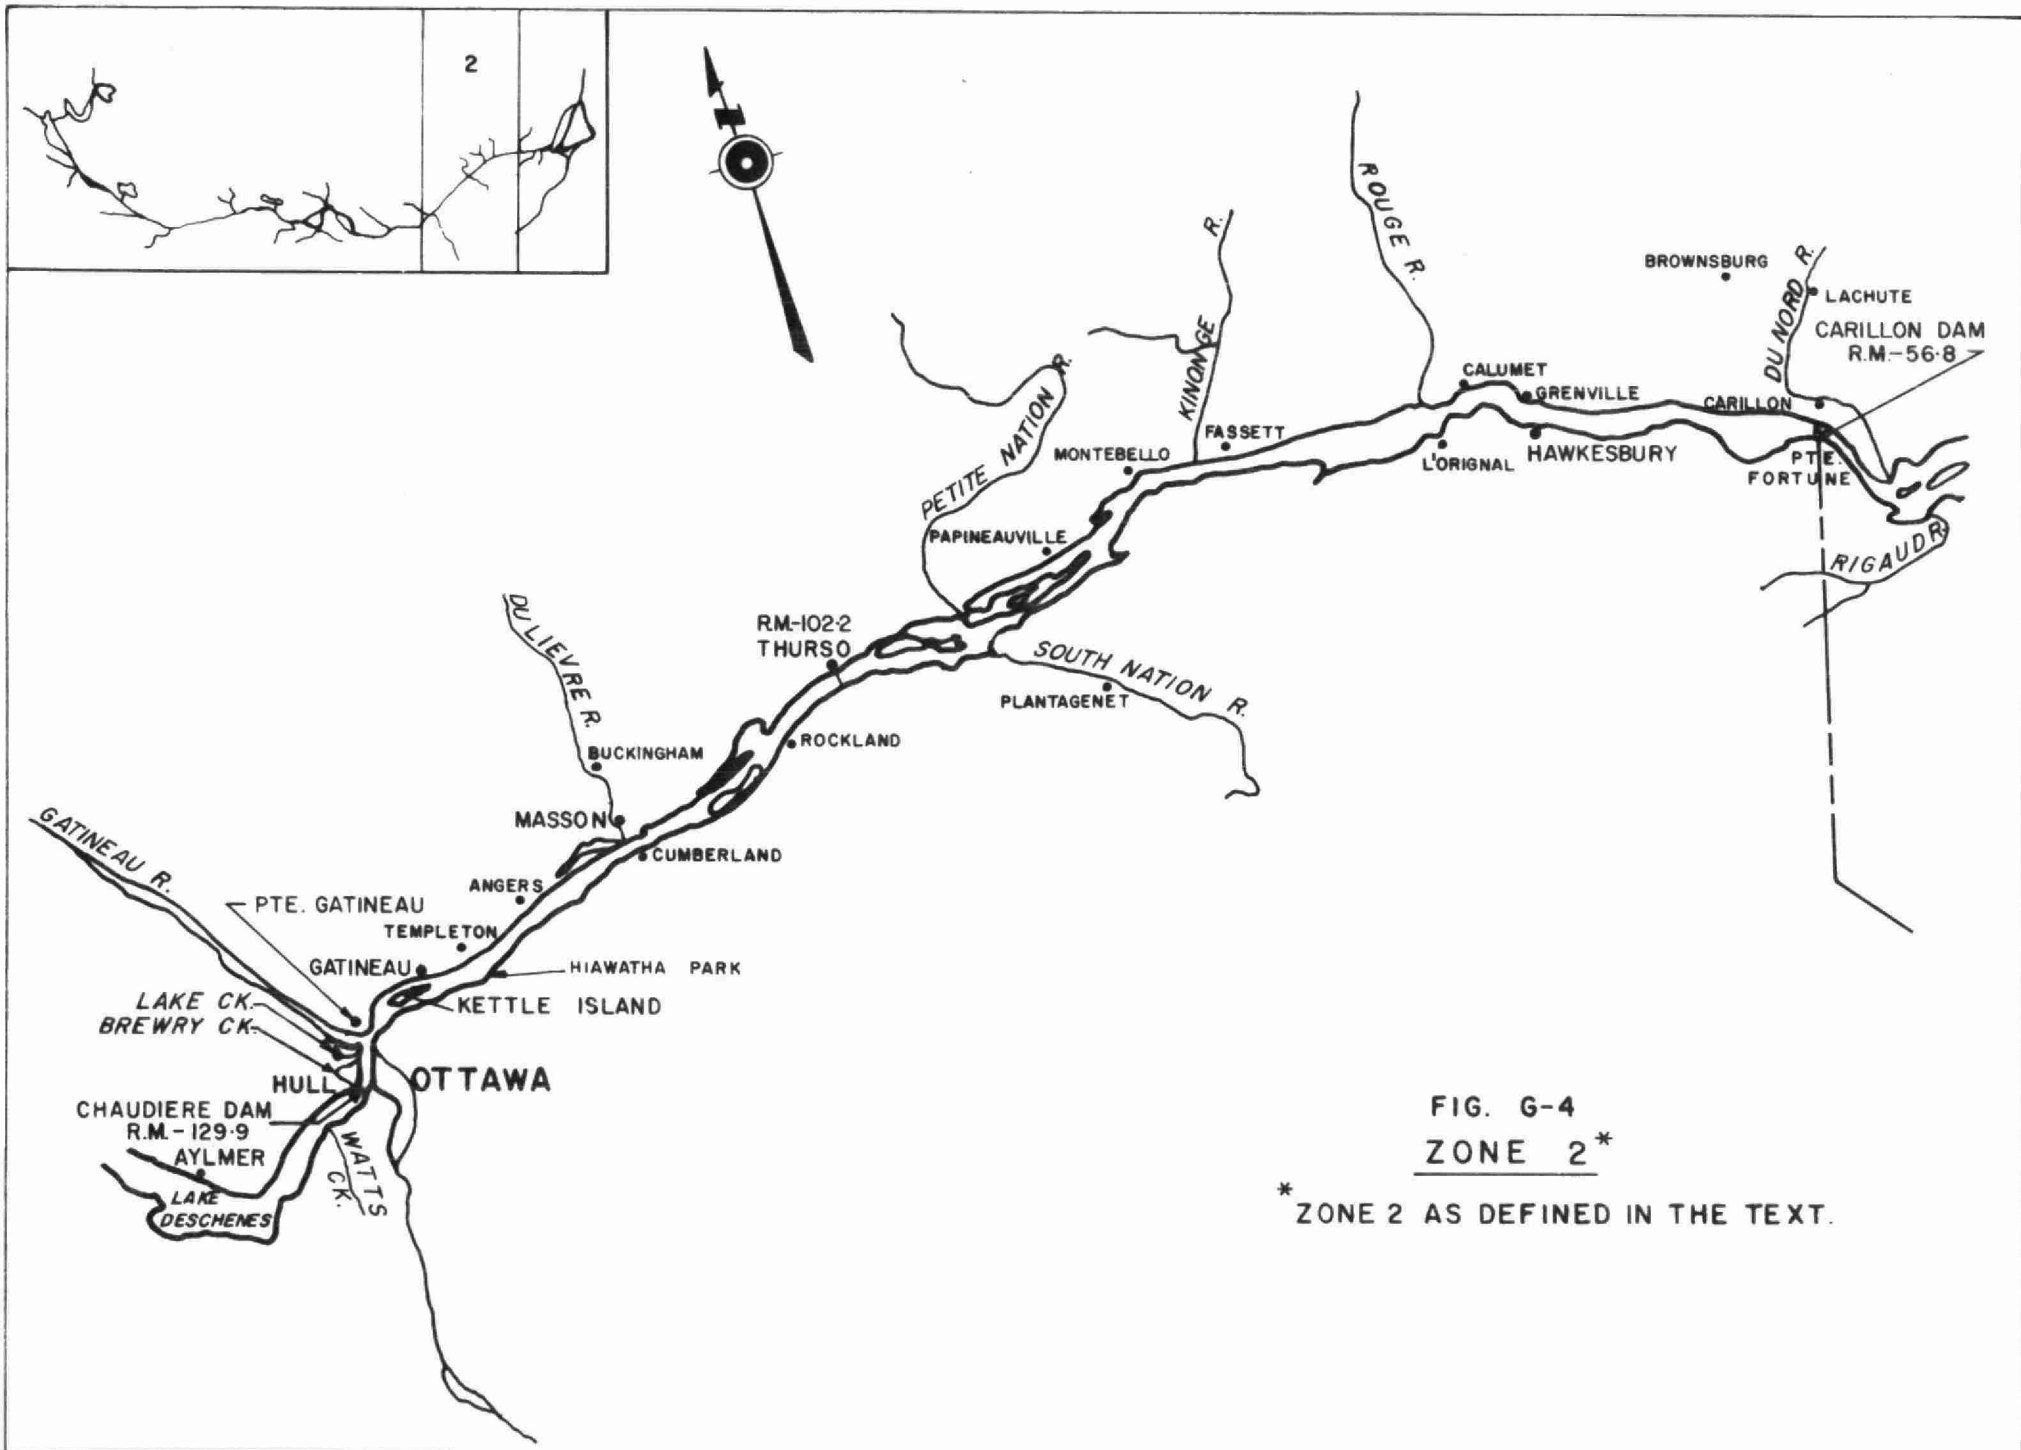 2
N
ROUGE R.
KINONGE R.
BROWNSBURG
DU NORD R.
LACHUTE
CARILLON DAM
R.M.-56.8
CALUMET
GRENVILLE
CARILLON
PETITE NATION R.
MONTEBELLO
FASSETT
L'ORIGNAL
HAWKESBURY
PTE.
FORTUNE
PAPINEAUVILLE
RIGAUD R.
DU LIEVRE R.
R.M.-102.2
THURSO
SOUTH NATION R.
PLANTAGENET
ROCKLAND
BUCKINGHAM
MASSON
CUMBERLAND
GATINEAU R.
ANGERS
PTE. GATINEAU
TEMPLETON
GATINEAU
HIAWATHA PARK
LAKE CK.
KETTLE ISLAND
BREWRY CK.
HULL
OTTAWA
CHAUDIERE DAM
R.M.-129.9
AYLMER
WATTS
CK.
LAKE
DESCHENES
FIG. G-4
ZONE 2*
*ZONE 2 AS DEFINED IN THE TEXT.